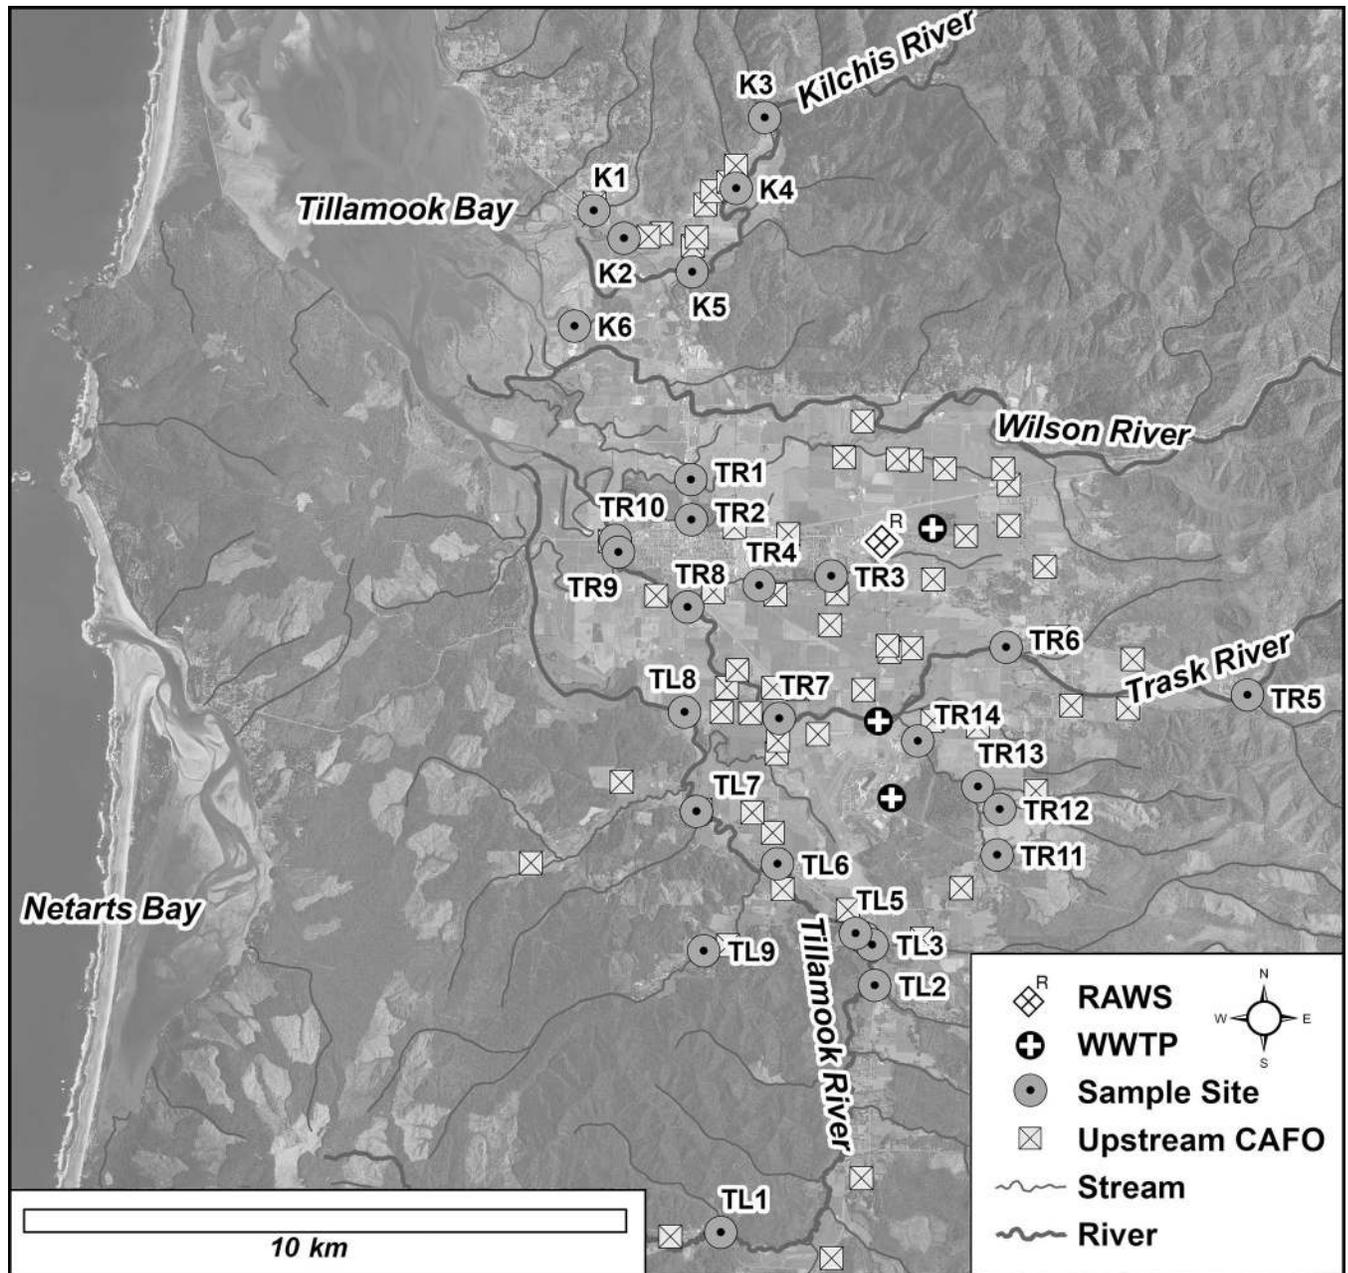 Kilchis River
K3
K1
K4
Tillamook Bay
K2
K5
K6
Wilson River
TR1
TR10
TR2
R
TR4
TR9
TR8
TR3
TR6
Trask River
TL8
TR7
TR5
TR14
TR13
TL7
TR12
TR11
TL6
Netarts Bay
TL5
TL3
TL9
TL2
Tillamook River
TL1
R
RAWS
N
W
E
S
WWTP
Sample Site
Upstream CAFO
Stream
River
10 km